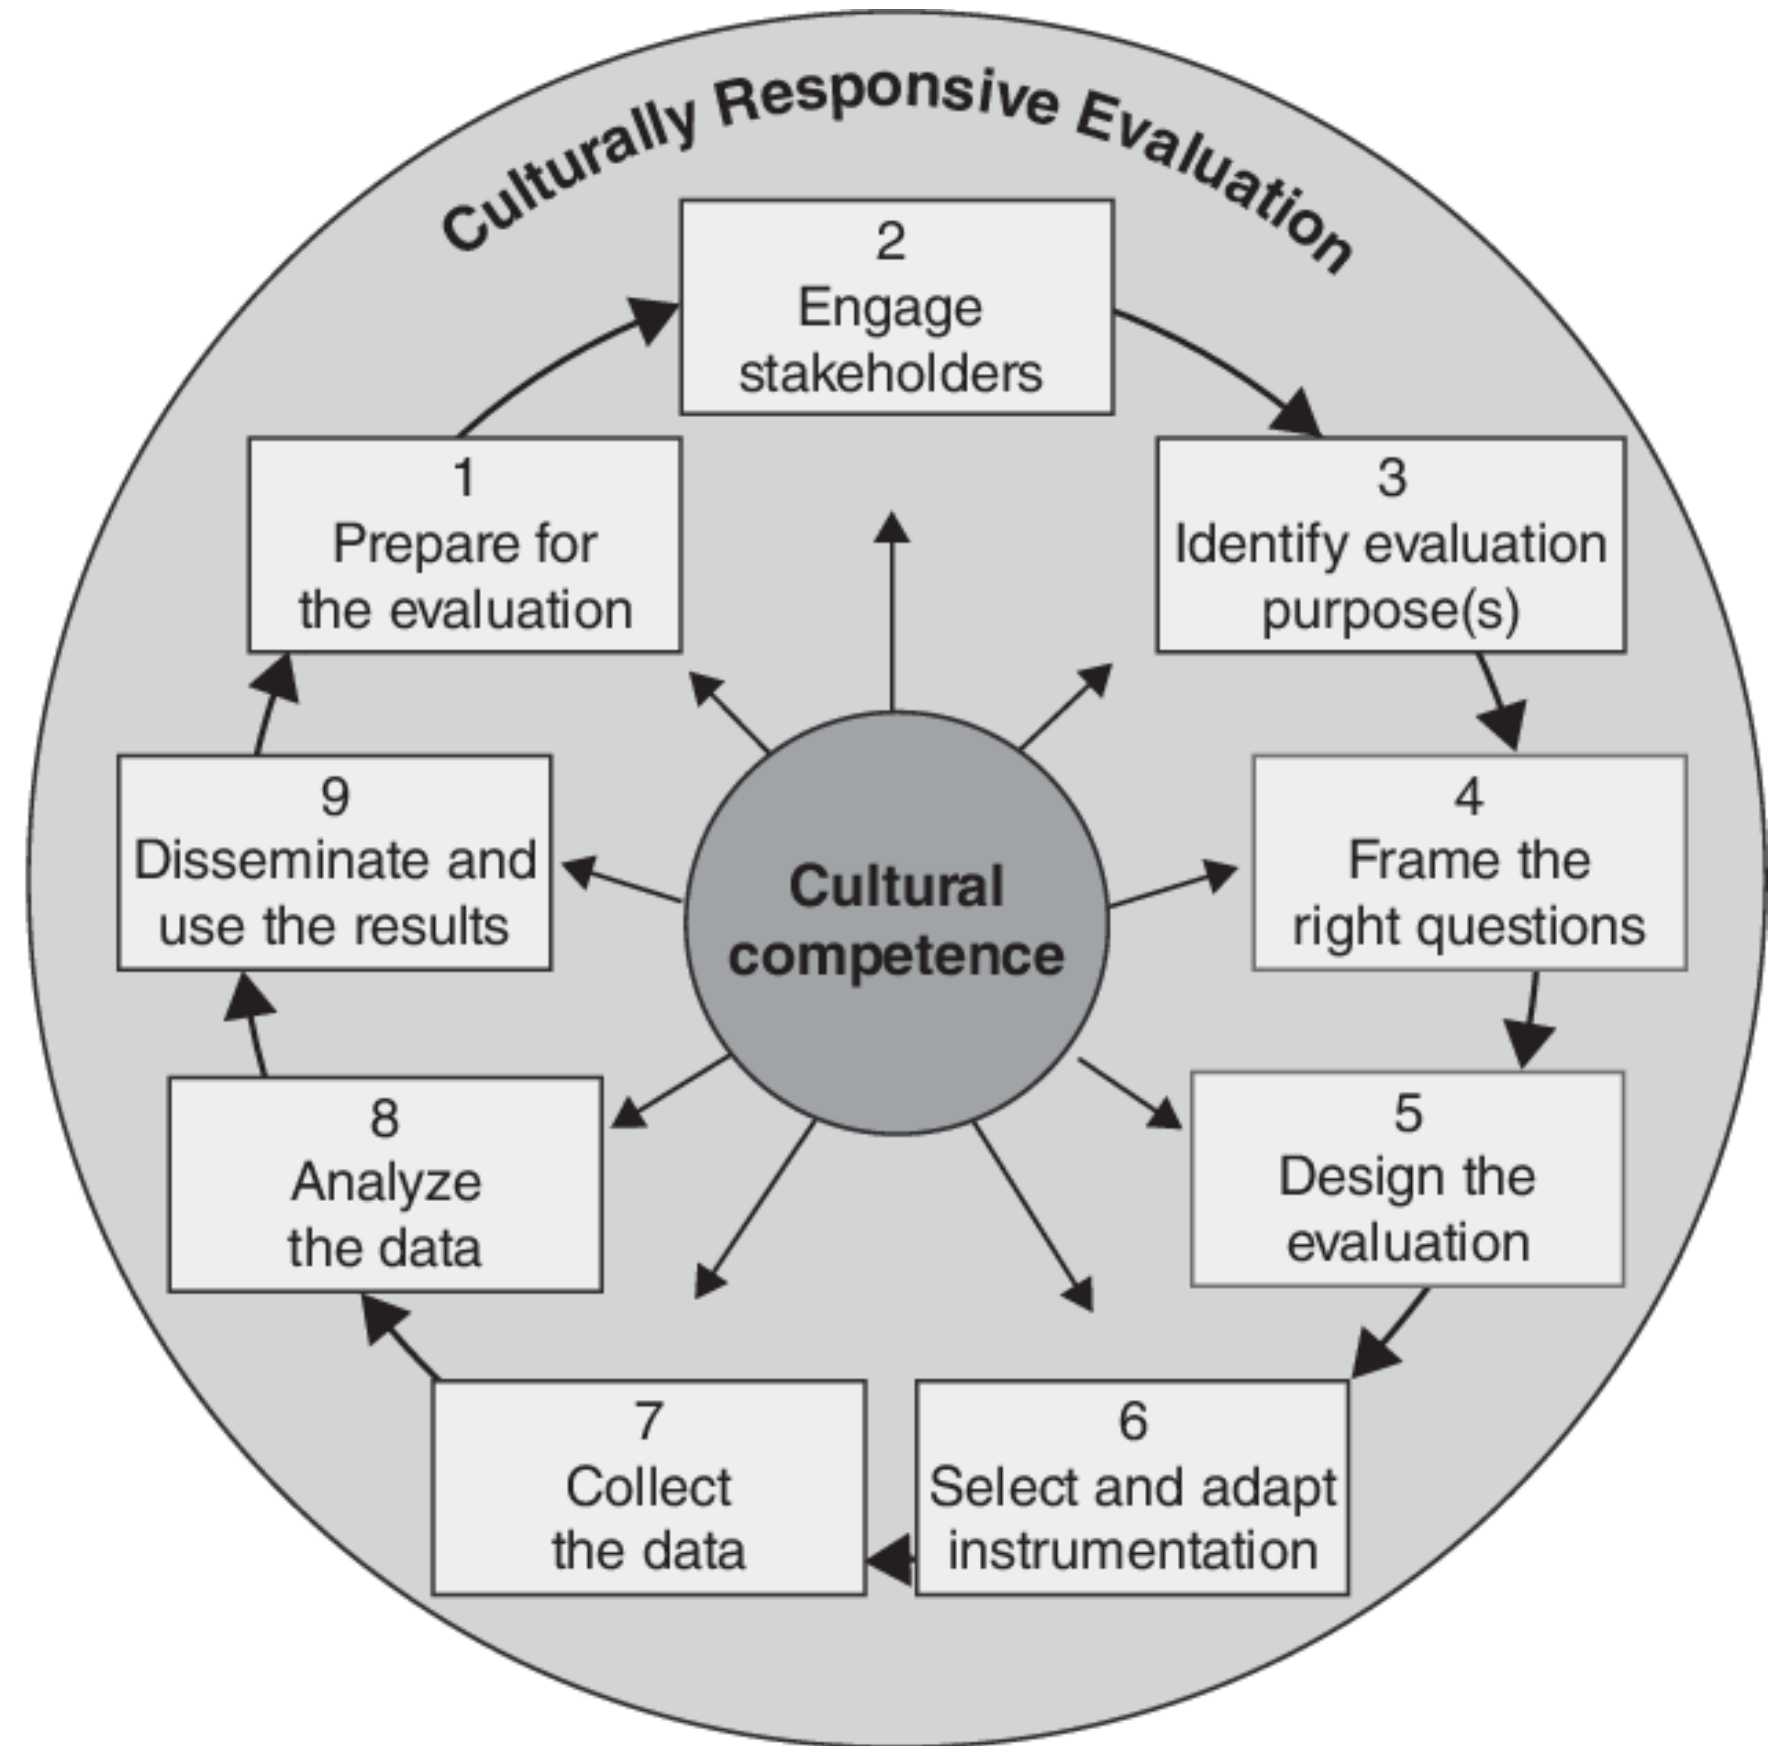 Culturally Responsive Evaluation
1
Prepare for
the evaluation
2
Engage
stakeholders
3
Identify evaluation
purpose(s)
4
Frame the
right questions
5
Design the
evaluation
6
Select and adapt
instrumentation
7
Collect
the data
8
Analyze
the data
9
Disseminate and
use the results
Cultural
competence